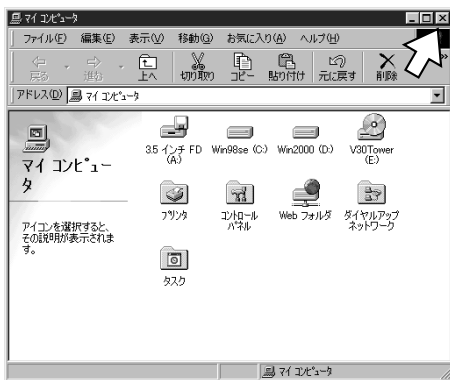 マイ コンピュータ
ファイル(F) 編集(E) 表示(V) 移動(G) お気に入り(A) ヘルプ(H)
戻る 進む 上へ 切り取り コピー 貼り付け 元に戻す 削除 »
アドレス(D) マイ コンピュータ
マイ コンピュー
タ
アイコンを選択すると、
その説明が表示されま
す。
3.5 インチ FD
(A:)
Win98se (C:)
Win2000 (D:)
V30Tower
(E:)
プリンタ
コントロール
パネル
Web フォルダ
ダイヤルアップ
ネットワーク
タスク
マイ コンピュータ